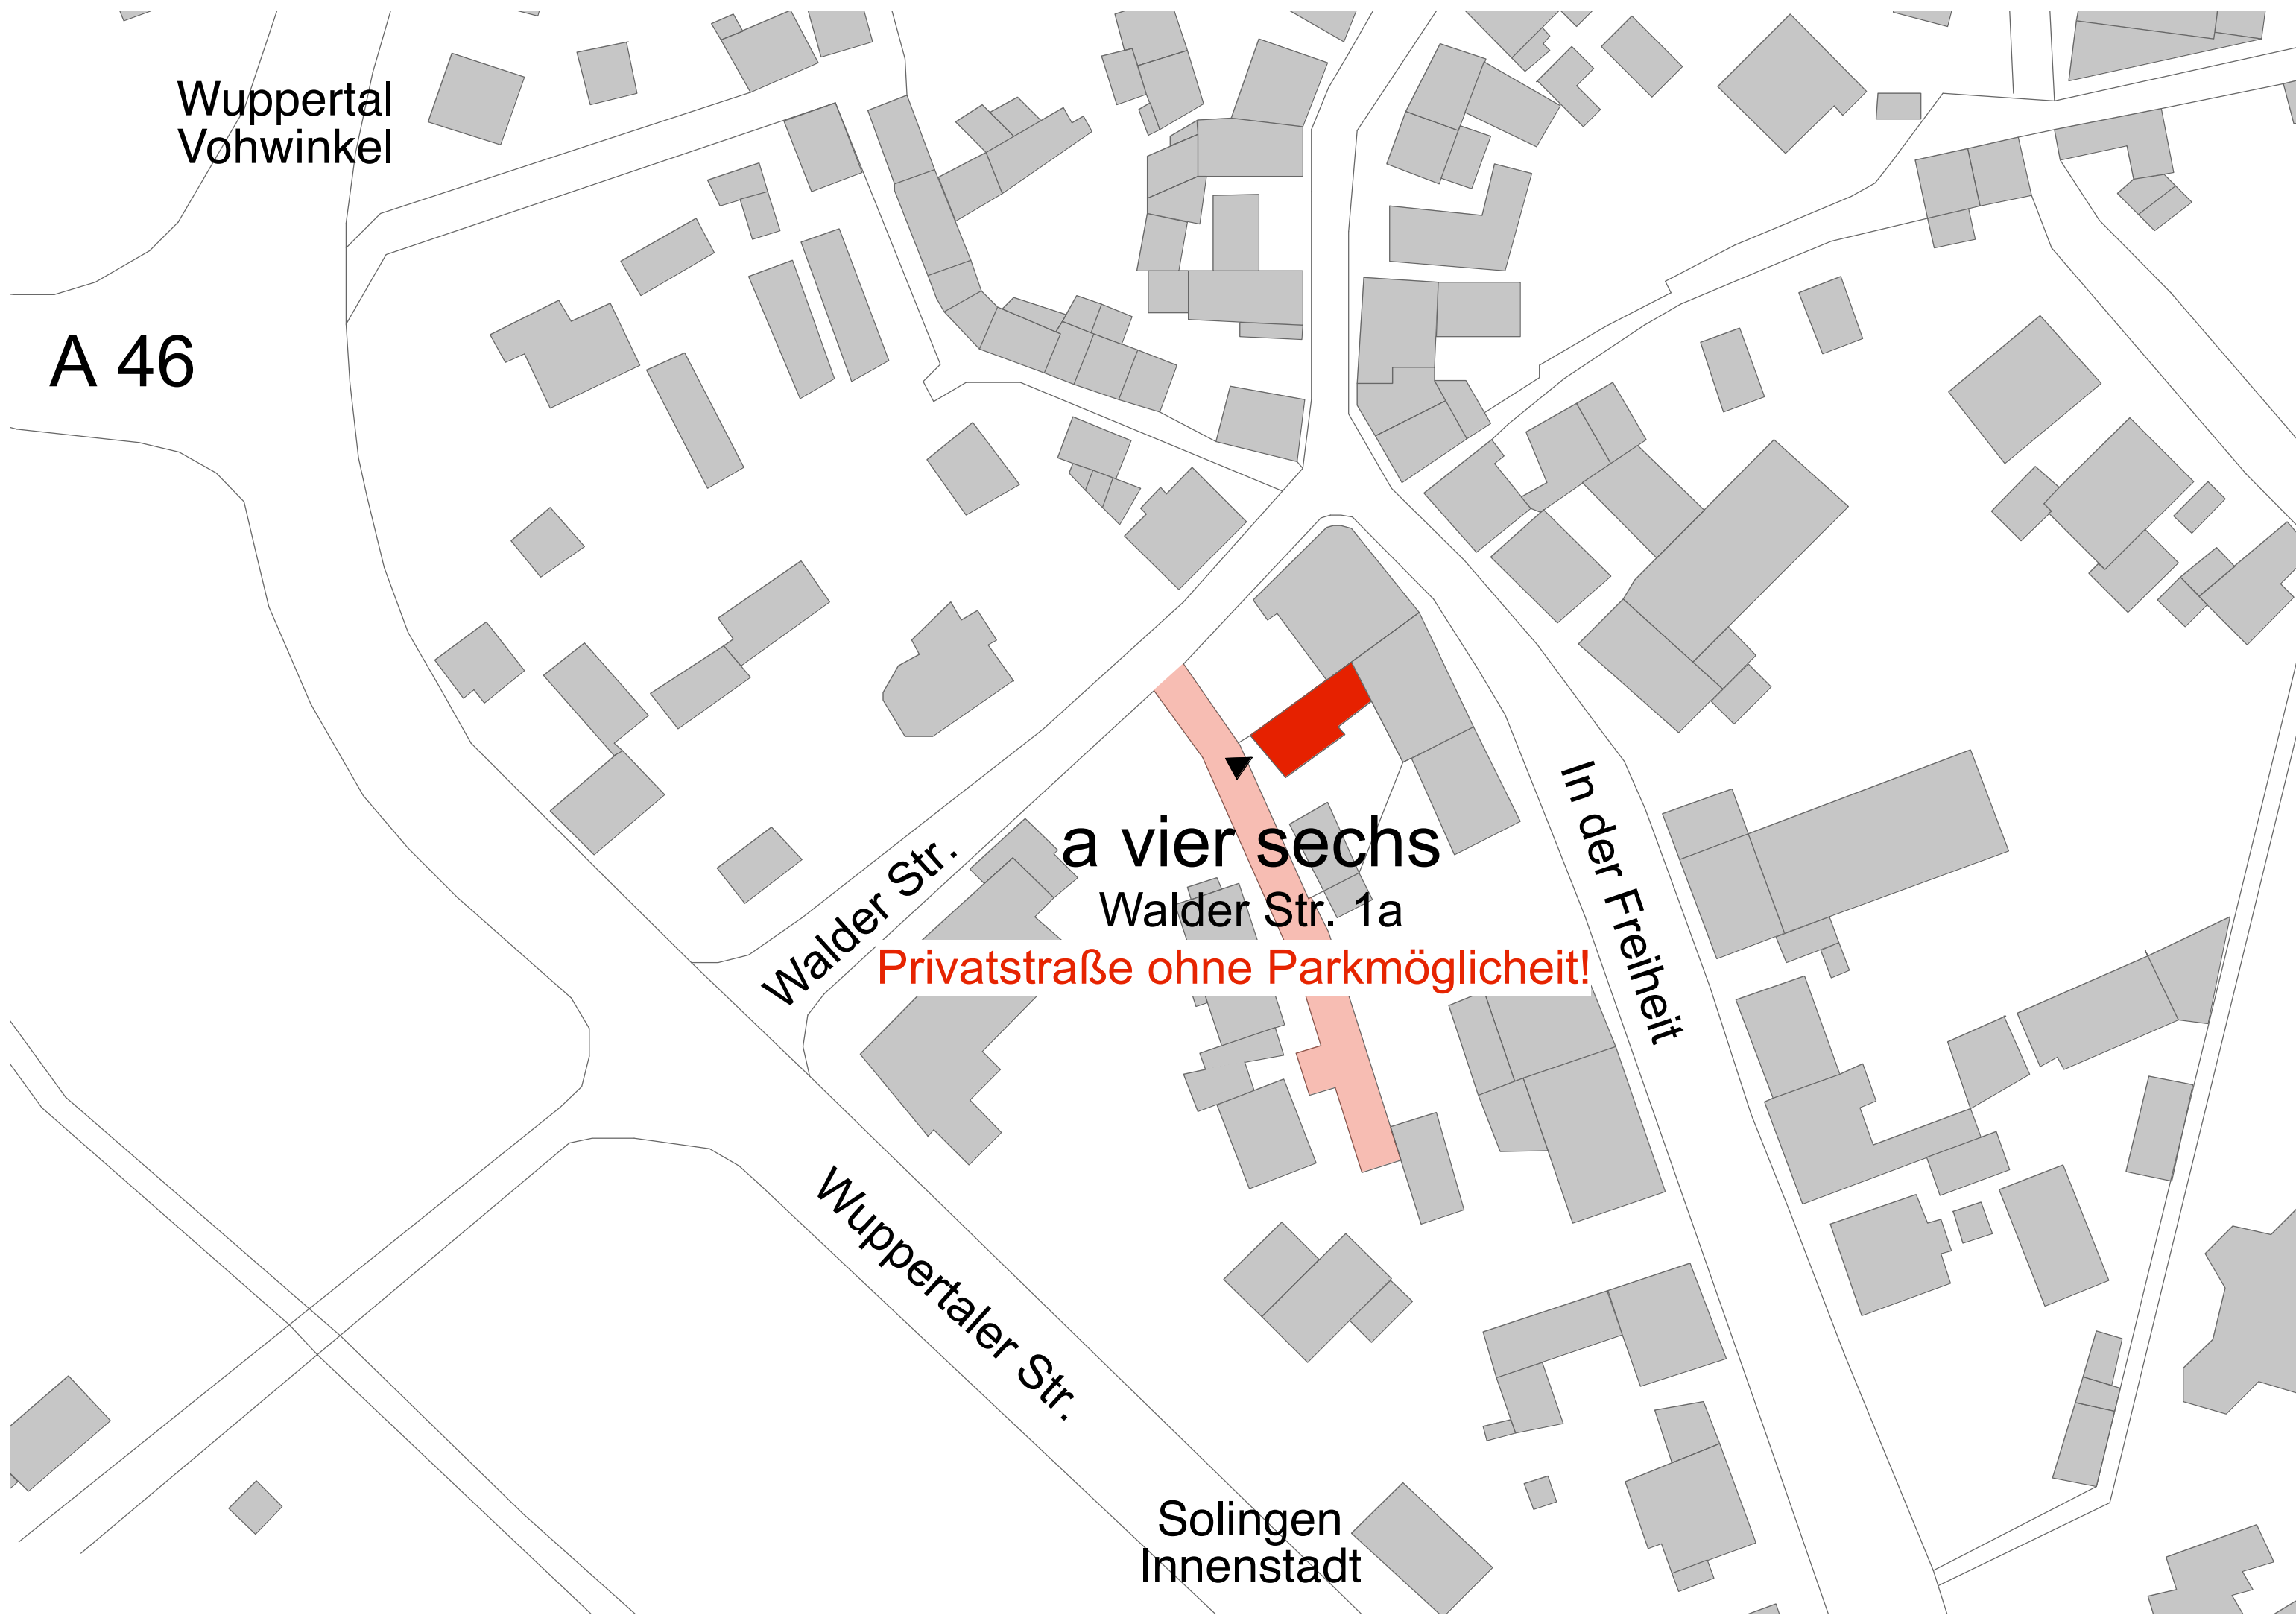 Wuppertal
Vohwinkel
A 46
a vier sechs
Walder Str. 1a
Privatstraße ohne Parkmöglicheit!
Walder Str.
In der Freiheit
Wuppertaler Str.
Solingen
Innenstadt